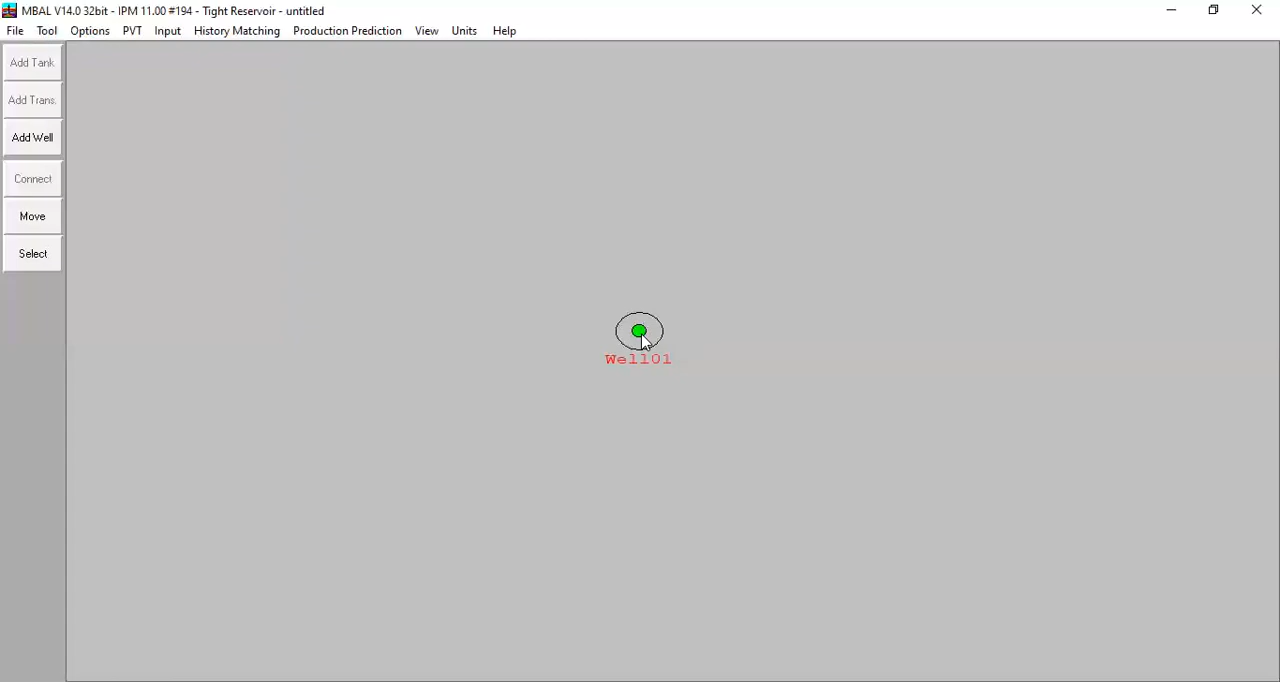 MBAL V14.0 32bit - IPM 11.00 #194 - Tight Reservoir - untitled
File Tool Options PVT Input History Matching Production Prediction View Units Help
Add Tank
Add Trans.
Add Well
Connect
Move
Select
Well01